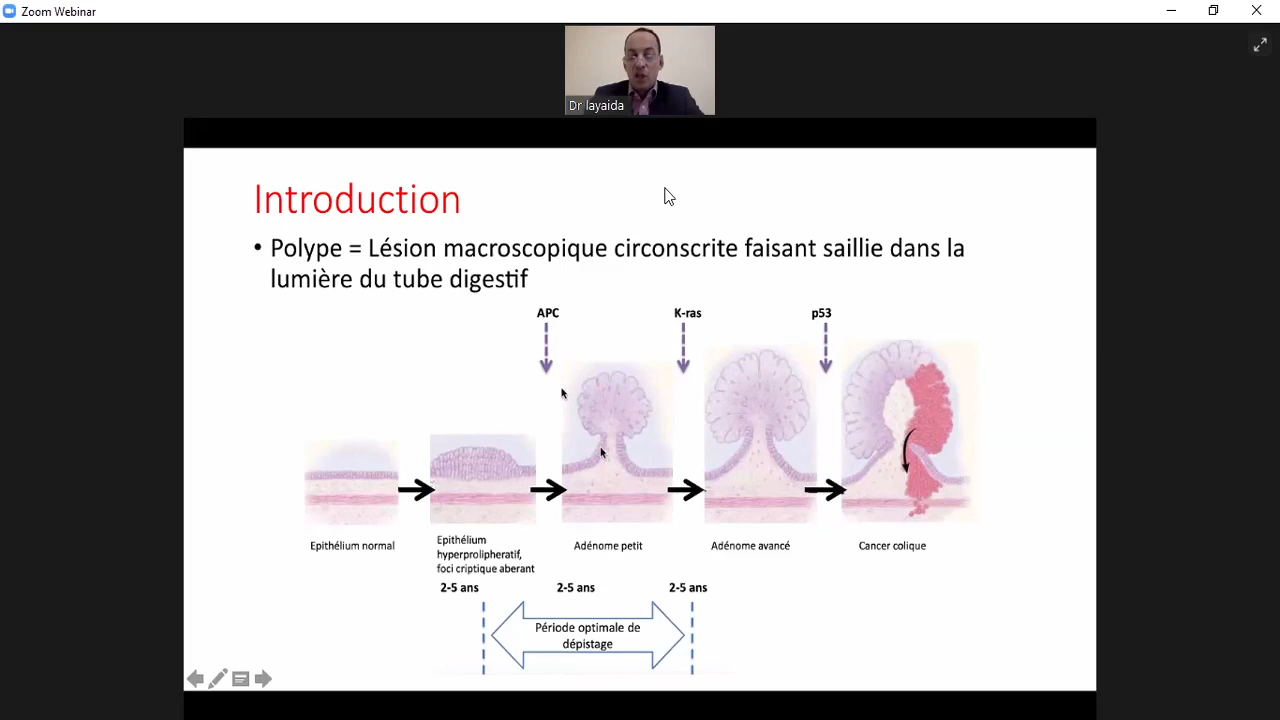 Zoom Webinar
Dr layaida
Introduction
• Polype = Lésion macroscopique circonscrite faisant saillie dans la
lumière du tube digestif
APC
K-ras
p53
Epithélium normal
Epithélium
hyperprolipheratif,
foci criptique aberant
Adénome petit
Adénome avancé
Cancer colique
2-5 ans
2-5 ans
2-5 ans
Période optimale de
dépistage